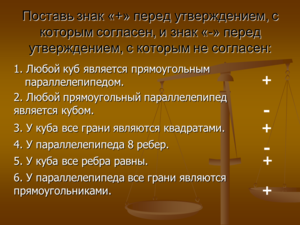 Поставь знак «+» перед утверждением, с
которым согласен, и знак «-» перед
утверждением, с которым не согласен:
1. Любой куб является прямоугольным
параллелепипедом. +
2. Любой прямоугольный параллелепипед
является кубом. -
3. У куба все грани являются квадратами. +
4. У параллелепипеда 8 ребер. -
5. У куба все ребра равны. +
6. У параллелепипеда все грани являются
прямоугольниками. +